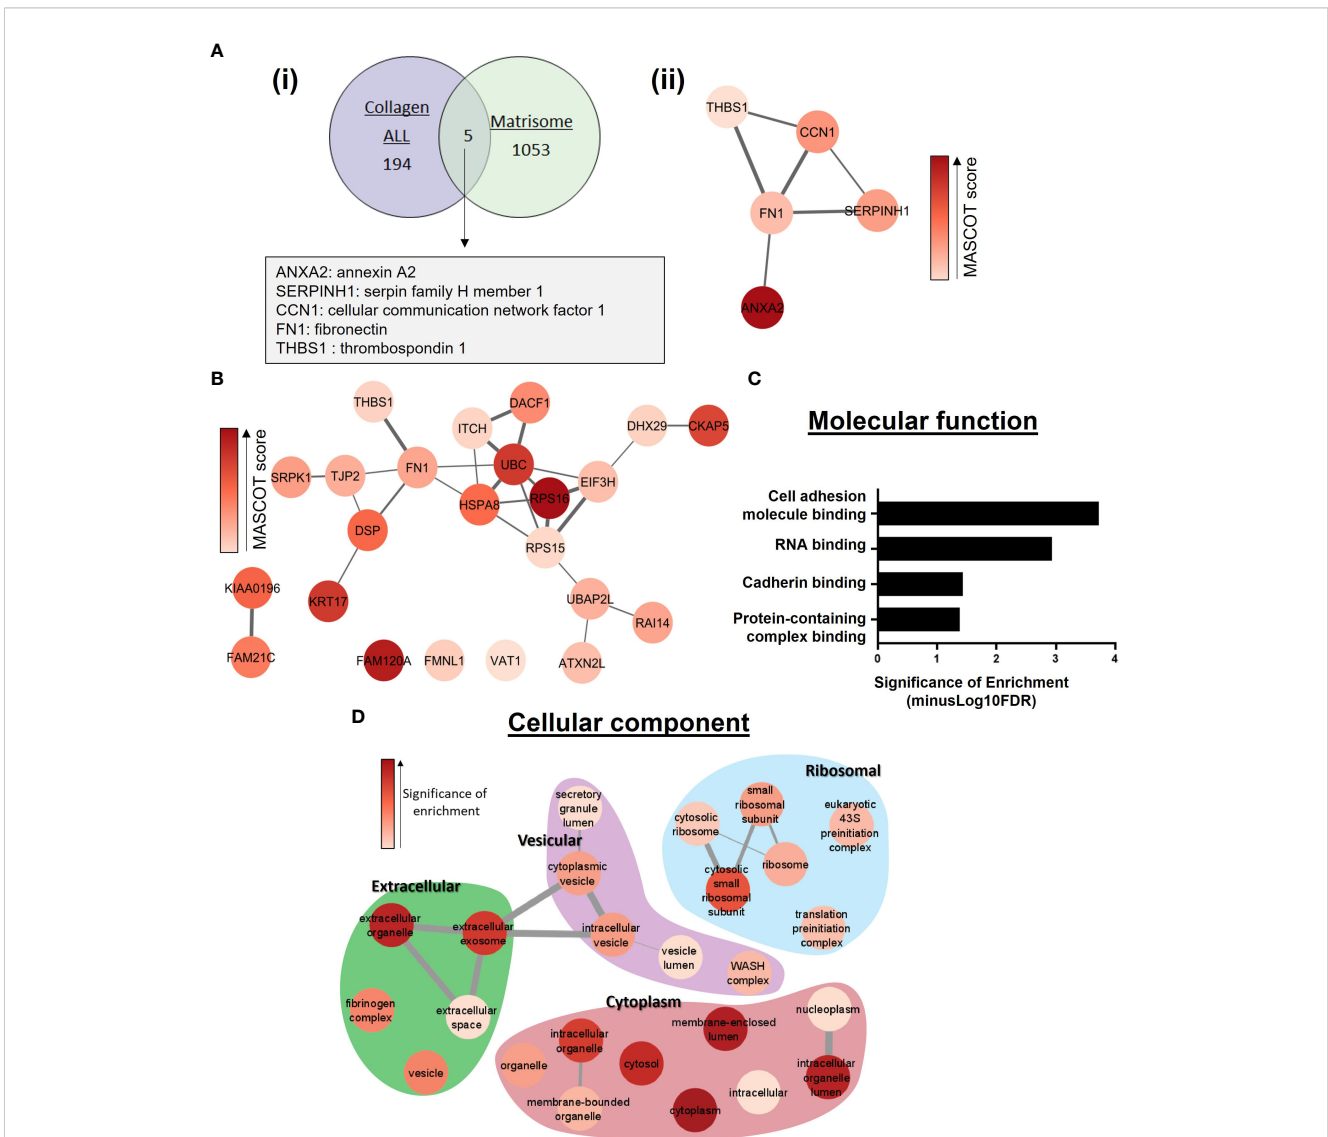 A
(i)
Collagen
ALL
194
5
Matrisome
1053
ANXA2: annexin A2
SERPINH1: serpin family H member 1
CCN1: cellular communication network factor 1
FN1: fibronectin
THBS1 : thrombospondin 1
(ii)
THBS1
CCN1
FN1
SERPINH1
ANXA2
MASCOT score
B
MASCOT score
THBS1
ITCH
DACF1
DHX29
CKAP5
SRPK1
TJP2
FN1
UBC
EIF3H
HSPA8
RPS16
DSP
RPS15
KIAA0196
KRT17
UBAP2L
RAI14
FAM21C
FAM120A
FMNL1
VAT1
ATXN2L
C
Molecular function
Cell adhesion
molecule binding
RNA binding
Cadherin binding
Protein-containing
complex binding
0 1 2 3 4
Significance of Enrichment
(minusLog10FDR)
D
Cellular component
Significance of
enrichment
Extracellular
extracellular
organelle
extracellular
exosome
fibrinogen
complex
extracellular
space
vesicle
Vesicular
secretory
granule
lumen
cytoplasmic
vesicle
intracellular
vesicle
vesicle
lumen
WASH
complex
Ribosomal
cytosolic
ribosome
small
ribosomal
subunit
eukaryotic
43S
preinitiation
complex
ribosome
cytosolic
small
ribosomal
subunit
translation
preinitiation
complex
Cytoplasm
organelle
intracellular
organelle
membrane-bounded
organelle
cytosol
membrane-enclosed
lumen
cytoplasm
intracellular
nucleoplasm
intracellular
organelle
lumen